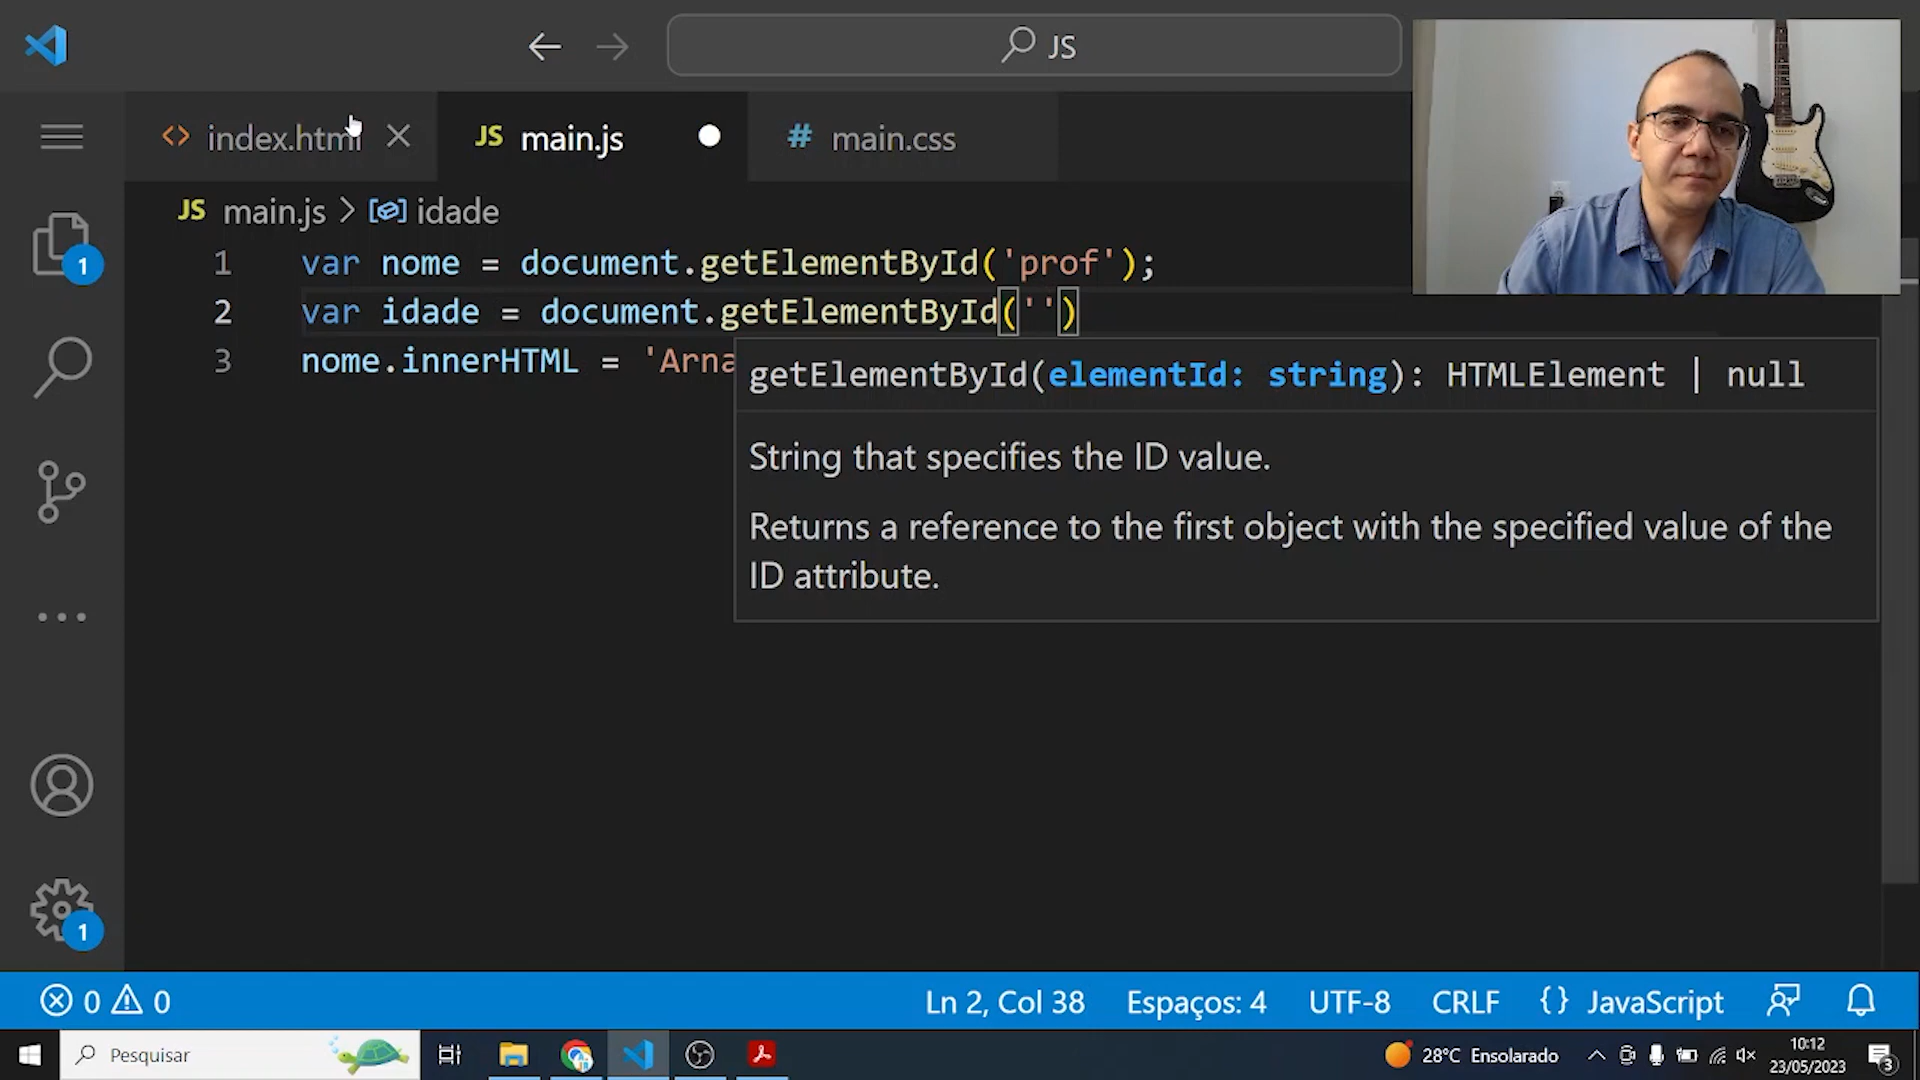 JS
index.html
JS main.js
# main.css
JS main.js > idade
1 var nome = document.getElementById('prof');
2 var idade = document.getElementById('')
3 nome.innerHTML = 'Arna
getElementById(elementId: string): HTMLElement | null
String that specifies the ID value.
Returns a reference to the first object with the specified value of the
ID attribute.
1
1
0 0
Ln 2, Col 38
Espaços: 4
UTF-8
CRLF
{} JavaScript
Pesquisar
28°C Ensolarado
10:12
23/05/2023
3